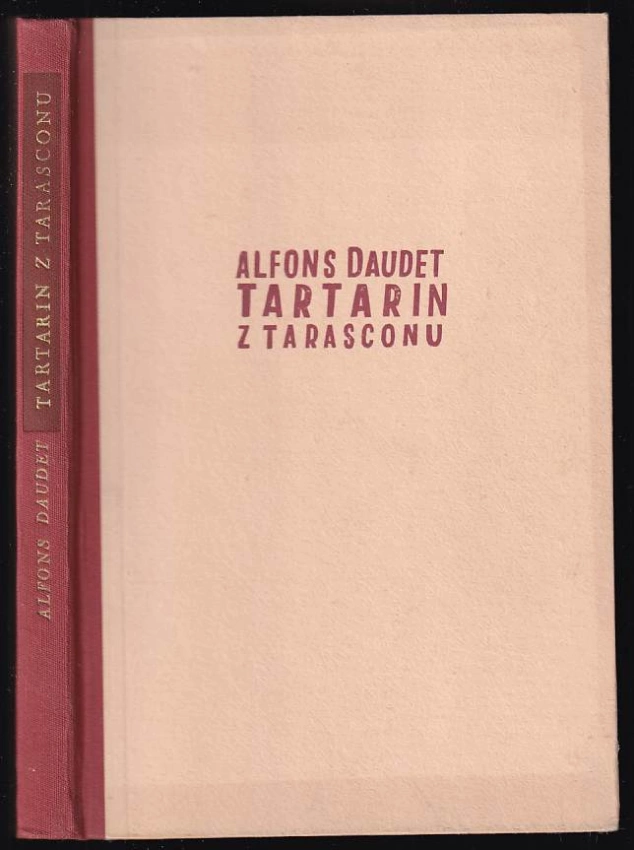 ALFONS DAUDET
TARTARIN
Z TARASCONU
ALFONS DAUDET TARTARIN Z TARASCONU